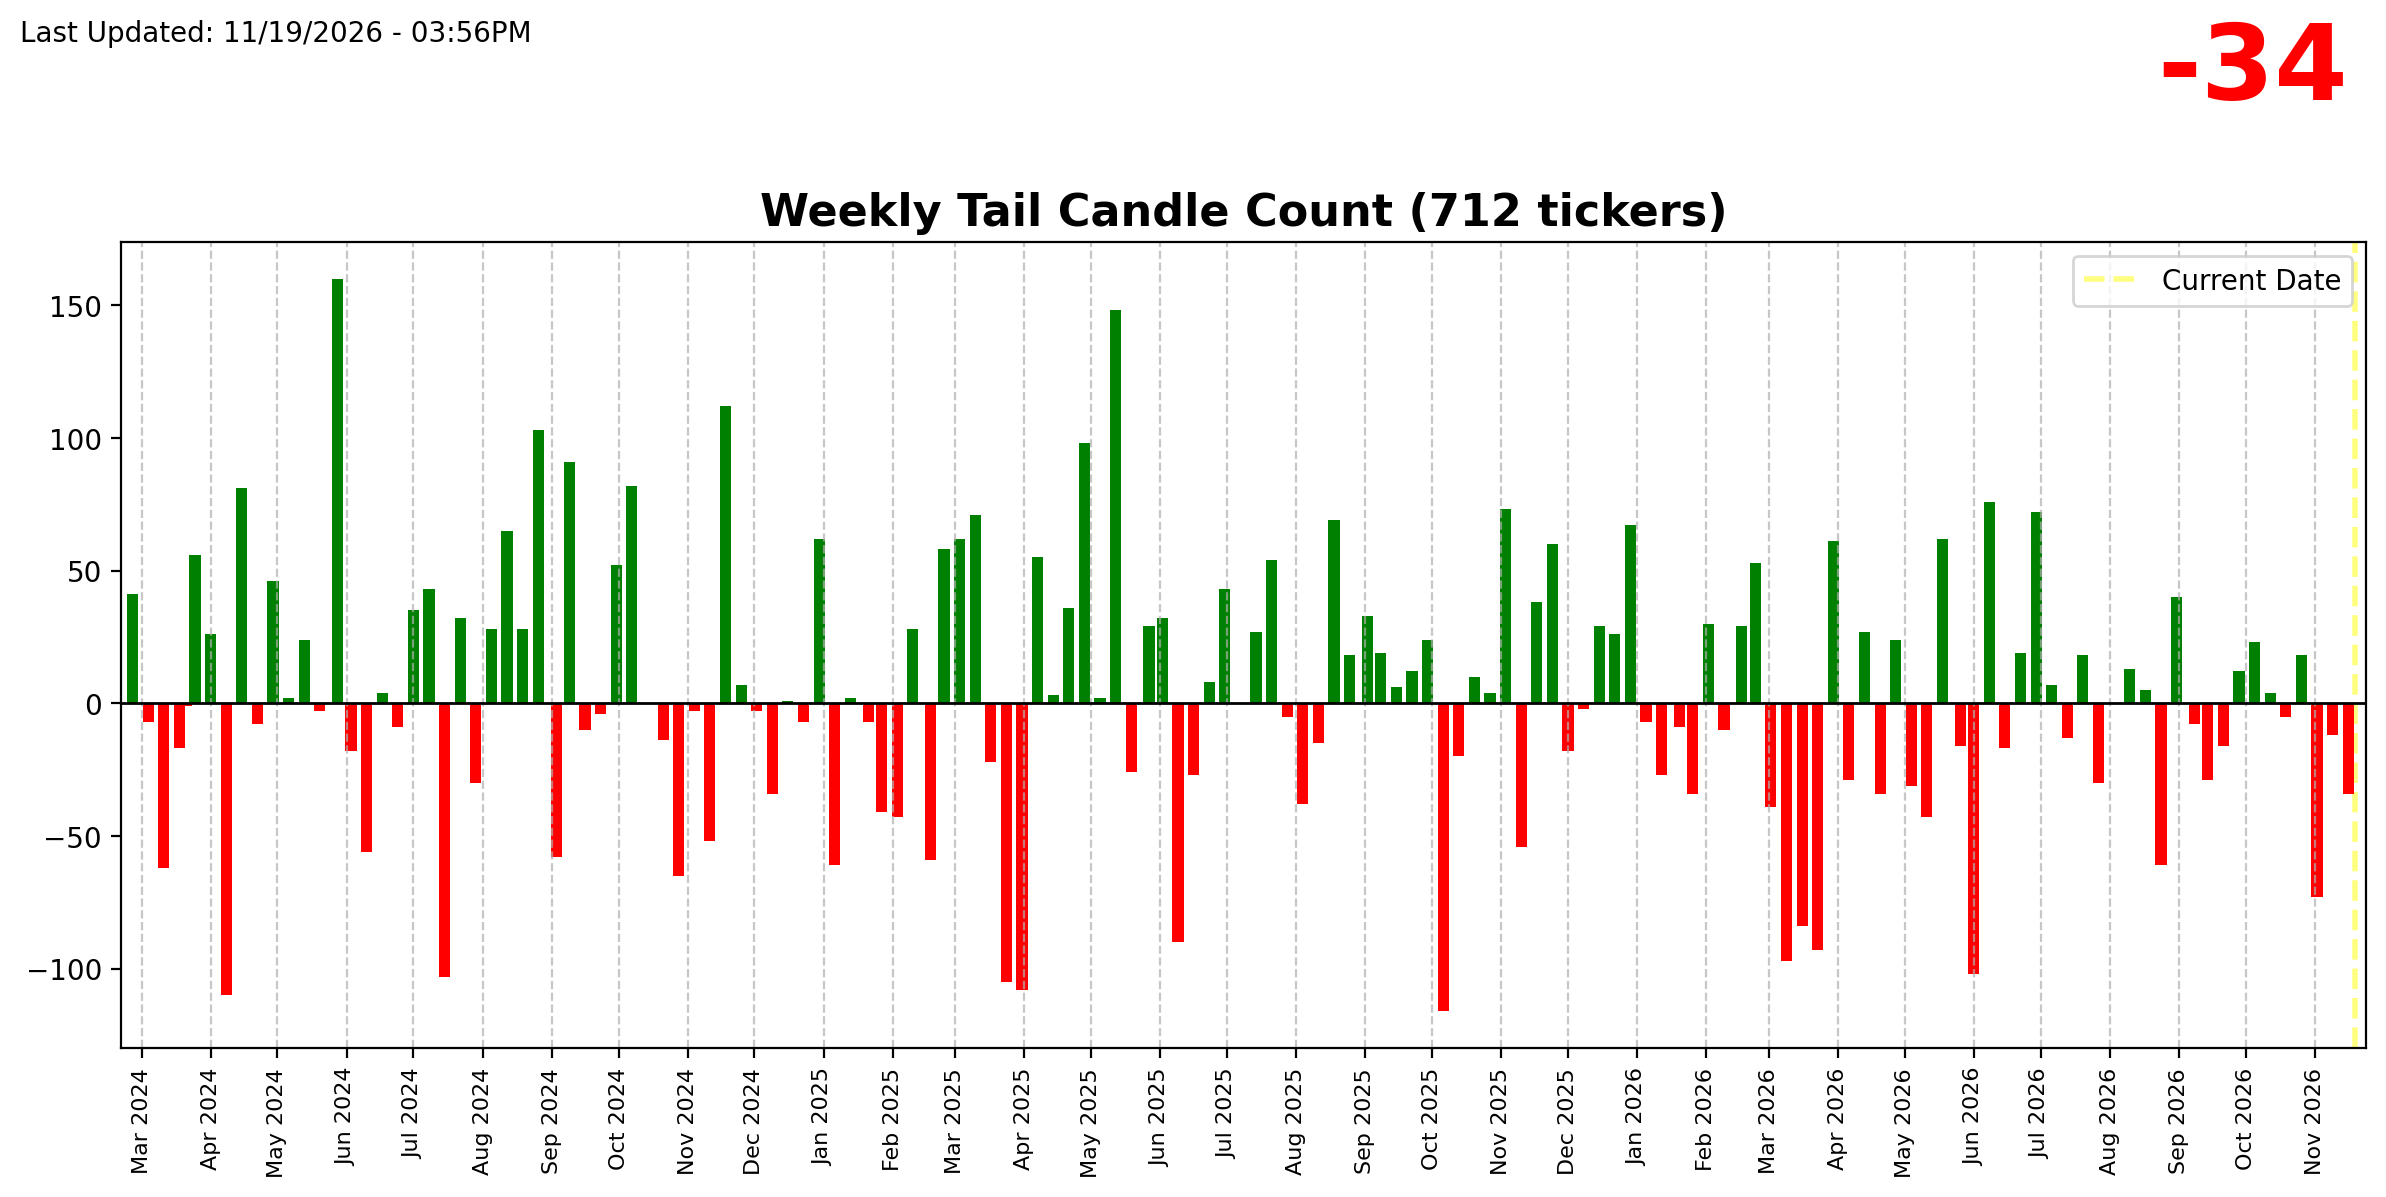 Last Updated: 11/19/2026 - 03:56PM
-34
Weekly Tail Candle Count (712 tickers)
Current Date
150
100
50
0
−50
−100
Mar 2024
Apr 2024
May 2024
Jun 2024
Jul 2024
Aug 2024
Sep 2024
Oct 2024
Nov 2024
Dec 2024
Jan 2025
Feb 2025
Mar 2025
Apr 2025
May 2025
Jun 2025
Jul 2025
Aug 2025
Sep 2025
Oct 2025
Nov 2025
Dec 2025
Jan 2026
Feb 2026
Mar 2026
Apr 2026
May 2026
Jun 2026
Jul 2026
Aug 2026
Sep 2026
Oct 2026
Nov 2026